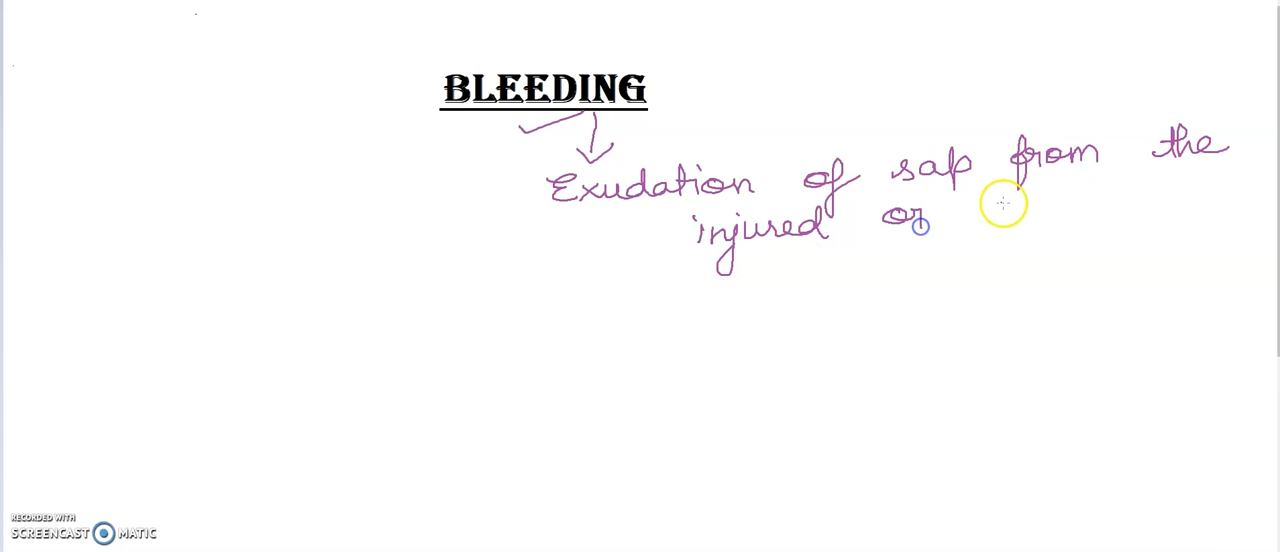 BLEEDING
Exudation of sap from the
injured or
RECORDED WITH
SCREENCAST MATIC